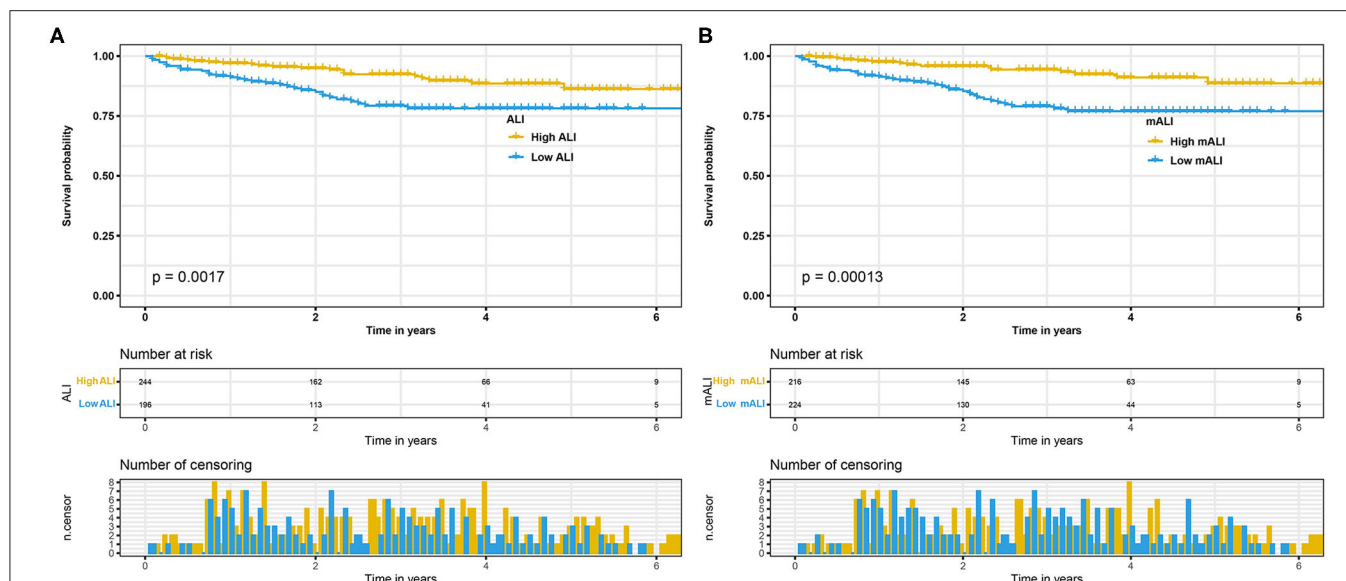 A
1.00
0.75
0.50
0.25
0.00
Survival probability
ALI
High ALI
Low ALI
p = 0.0017
0 2 4 6
Time in years
Number at risk
ALI
High ALI 244 162 66 9
Low ALI 196 113 41 5
0 2 4 6
Time in years
Number of censoring
n.censor
8
7
6
5
4
3
2
1
0
0 2 4 6
Time in years
B
1.00
0.75
0.50
0.25
0.00
Survival probability
mALI
High mALI
Low mALI
p = 0.00013
0 2 4 6
Time in years
Number at risk
mALI
High mALI 216 145 63 9
Low mALI 224 130 44 5
0 2 4 6
Time in years
Number of censoring
n.censor
8
7
6
5
4
3
2
1
0
0 2 4 6
Time in years